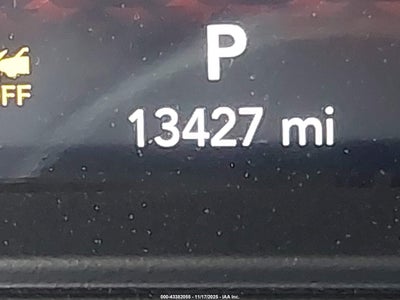 P
FF
13427 mi
000-43382055 - 11/17/2025 - IAA Inc.